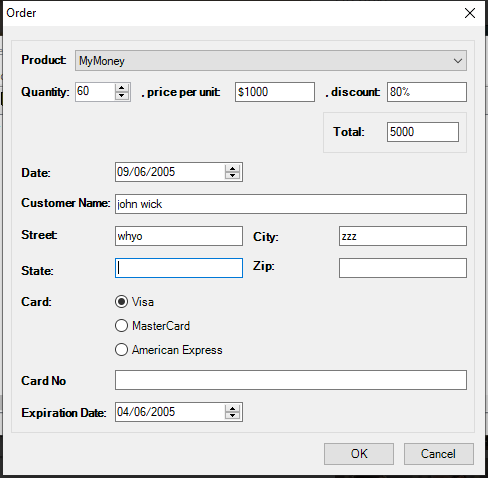 Order
Product: MyMoney
Quantity: 60 , price per unit: $1000 , discount: 80%
Total: 5000
Date: 09/06/2005
Customer Name: john wick
Street: whyo City: zzz
State: Zip:
Card: Visa
MasterCard
American Express
Card No
Expiration Date: 04/06/2005
OK Cancel